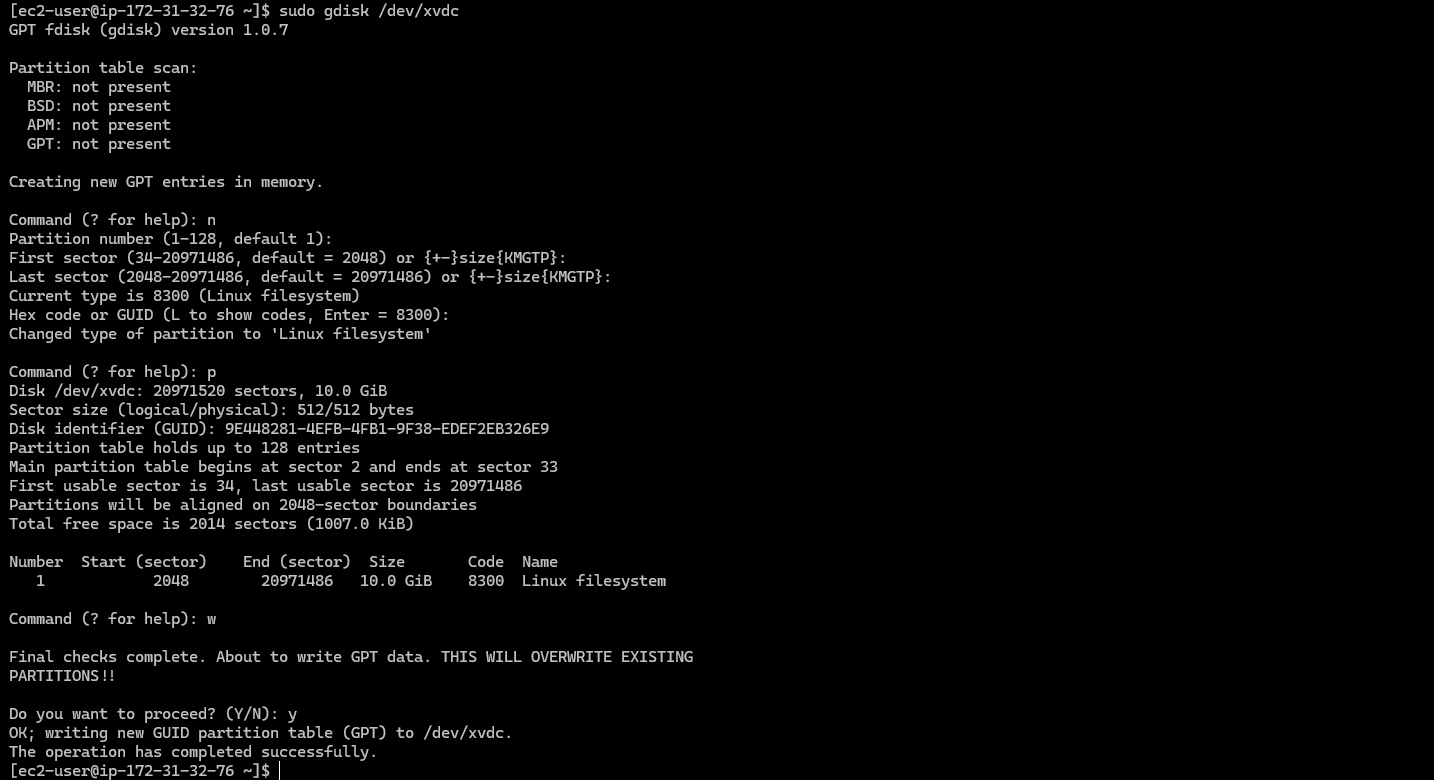 [ec2-user@ip-172-31-32-76 ~]$ sudo gdisk /dev/xvdc
GPT fdisk (gdisk) version 1.0.7
Partition table scan:
  MBR: not present
  BSD: not present
  APM: not present
  GPT: not present
Creating new GPT entries in memory.
Command (? for help): n
Partition number (1-128, default 1):
First sector (34-20971486, default = 2048) or {+-}size{KMGTP}:
Last sector (2048-20971486, default = 20971486) or {+-}size{KMGTP}:
Current type is 8300 (Linux filesystem)
Hex code or GUID (L to show codes, Enter = 8300):
Changed type of partition to 'Linux filesystem'
Command (? for help): p
Disk /dev/xvdc: 20971520 sectors, 10.0 GiB
Sector size (logical/physical): 512/512 bytes
Disk identifier (GUID): 9E448281-4EFB-4FB1-9F38-EDEF2EB326E9
Partition table holds up to 128 entries
Main partition table begins at sector 2 and ends at sector 33
First usable sector is 34, last usable sector is 20971486
Partitions will be aligned on 2048-sector boundaries
Total free space is 2014 sectors (1007.0 KiB)
Number  Start (sector)    End (sector)  Size       Code  Name
   1            2048        20971486   10.0 GiB    8300  Linux filesystem
Command (? for help): w
Final checks complete. About to write GPT data. THIS WILL OVERWRITE EXISTING
PARTITIONS!!
Do you want to proceed? (Y/N): y
OK; writing new GUID partition table (GPT) to /dev/xvdc.
The operation has completed successfully.
[ec2-user@ip-172-31-32-76 ~]$